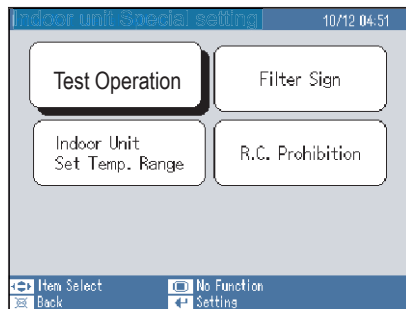 Indoor unit Special setting 10/12 04:51
Test Operation
Filter Sign
Indoor Unit
Set Temp. Range
R.C. Prohibition
Item Select
No Function
Back
Setting